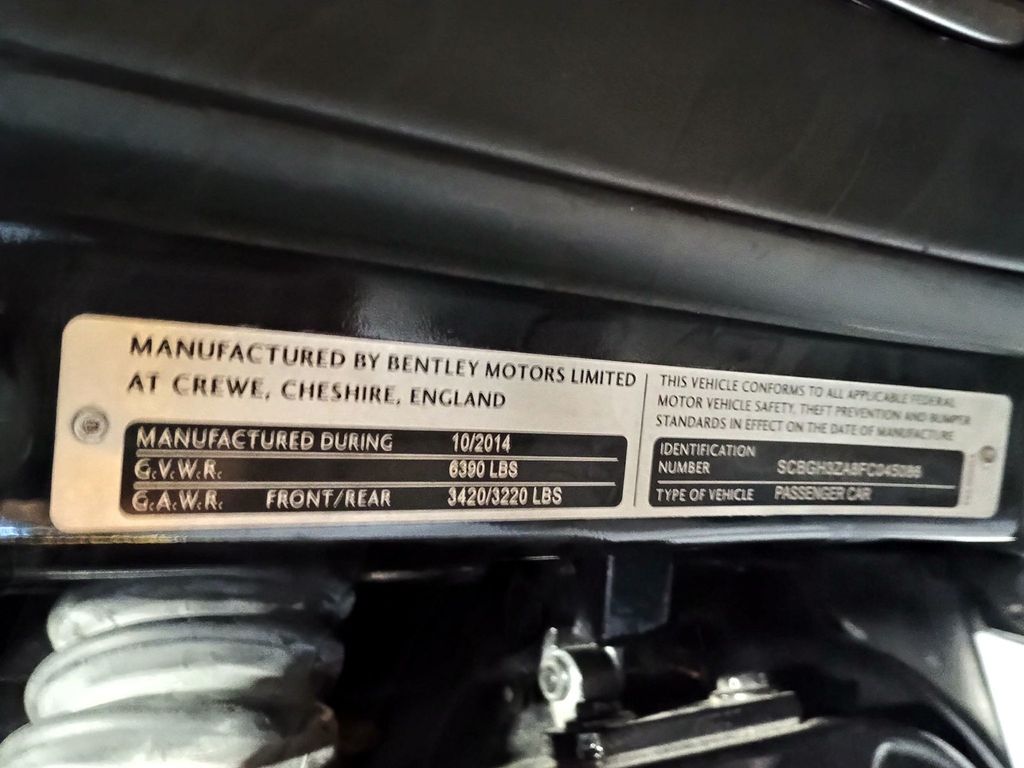 MANUFACTURED BY BENTLEY MOTORS LIMITED
AT CREWE, CHESHIRE, ENGLAND
MANUFACTURED DURING 10/2014
G.V.W.R. 6390 LBS
G.A.W.R. FRONT/REAR 3420/3220 LBS
THIS VEHICLE CONFORMS TO ALL APPLICABLE FEDERAL
MOTOR VEHICLE SAFETY, THEFT PREVENTION AND BUMPER
STANDARDS IN EFFECT ON THE DATE OF MANUFACTURE
IDENTIFICATION
NUMBER
TYPE OF VEHICLE PASSENGER CAR